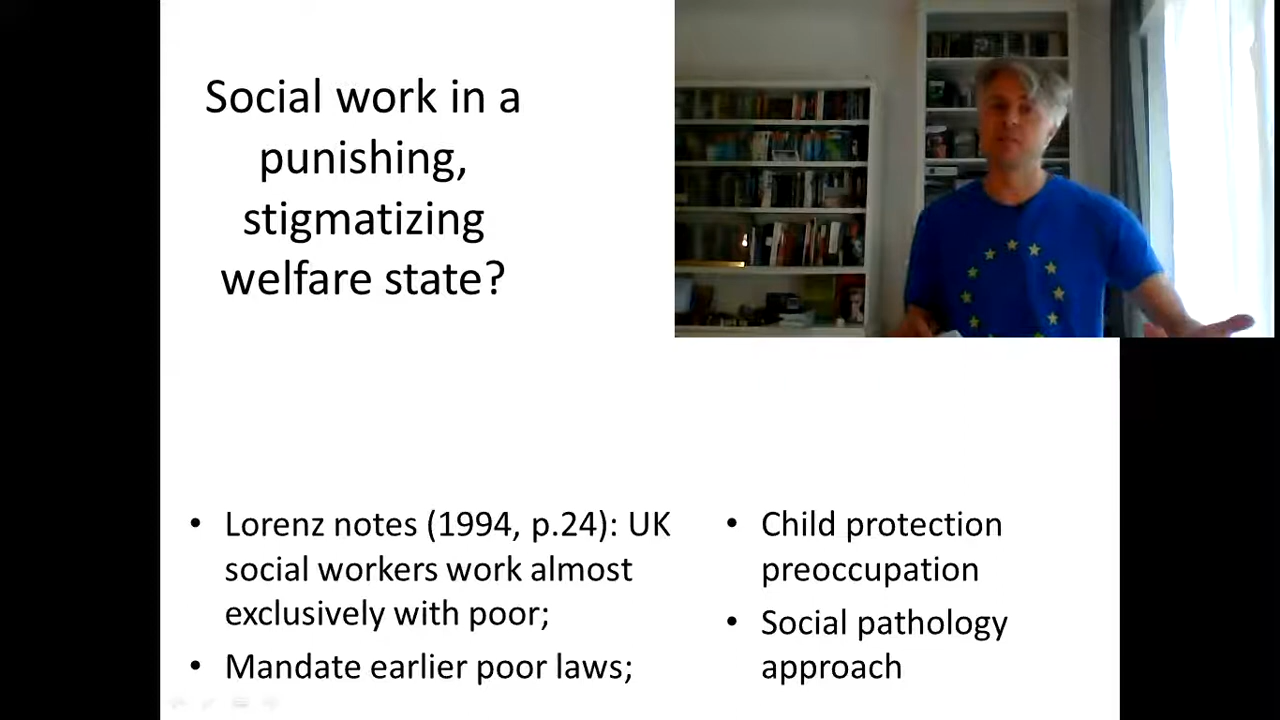 Social work in a
punishing,
stigmatizing
welfare state?
• Lorenz notes (1994, p.24): UK
social workers work almost
exclusively with poor;
• Mandate earlier poor laws;
• Child protection
preoccupation
• Social pathology
approach